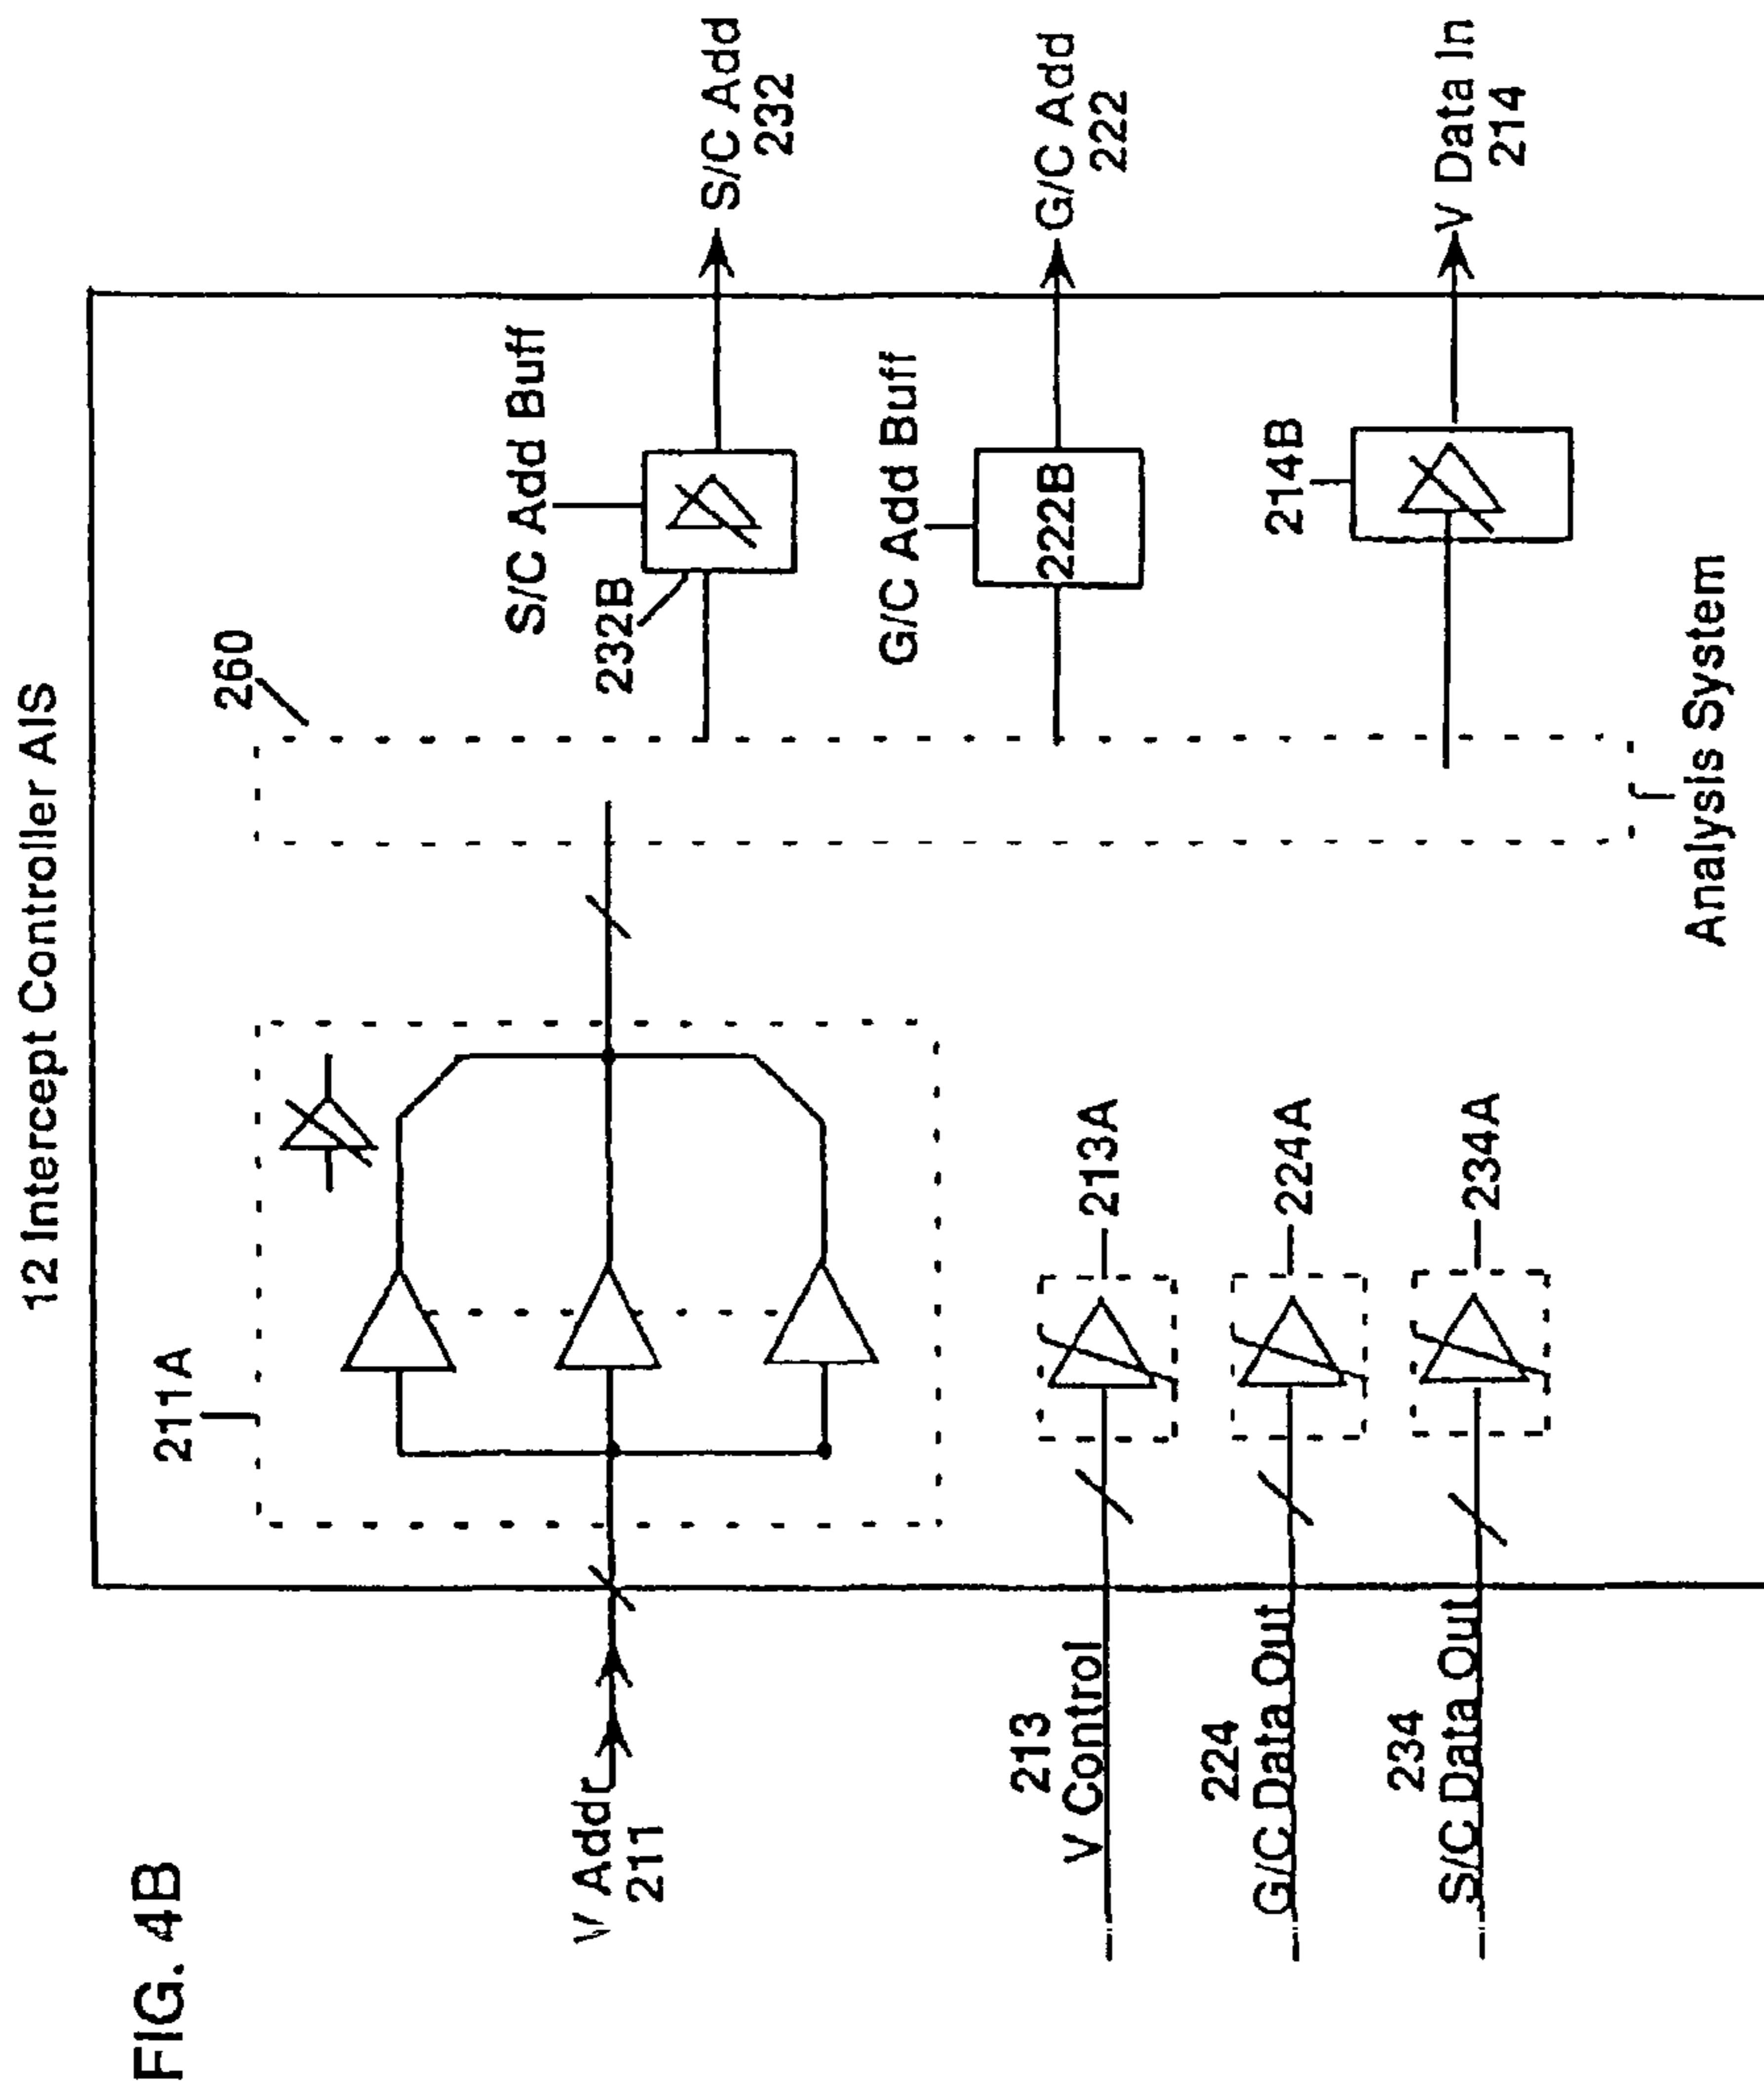 FIG. 4B
12 Intercept Controller AIS
211A
260
V Addr
211
S/C Add Buff
232B
S/C Add
232
G/C Add Buff
222B
G/C Add
222
213
V Control
213A
224
G/C Data Out
224A
214B
V Data In
214
234
S/C Data Out
234A
Analysis System